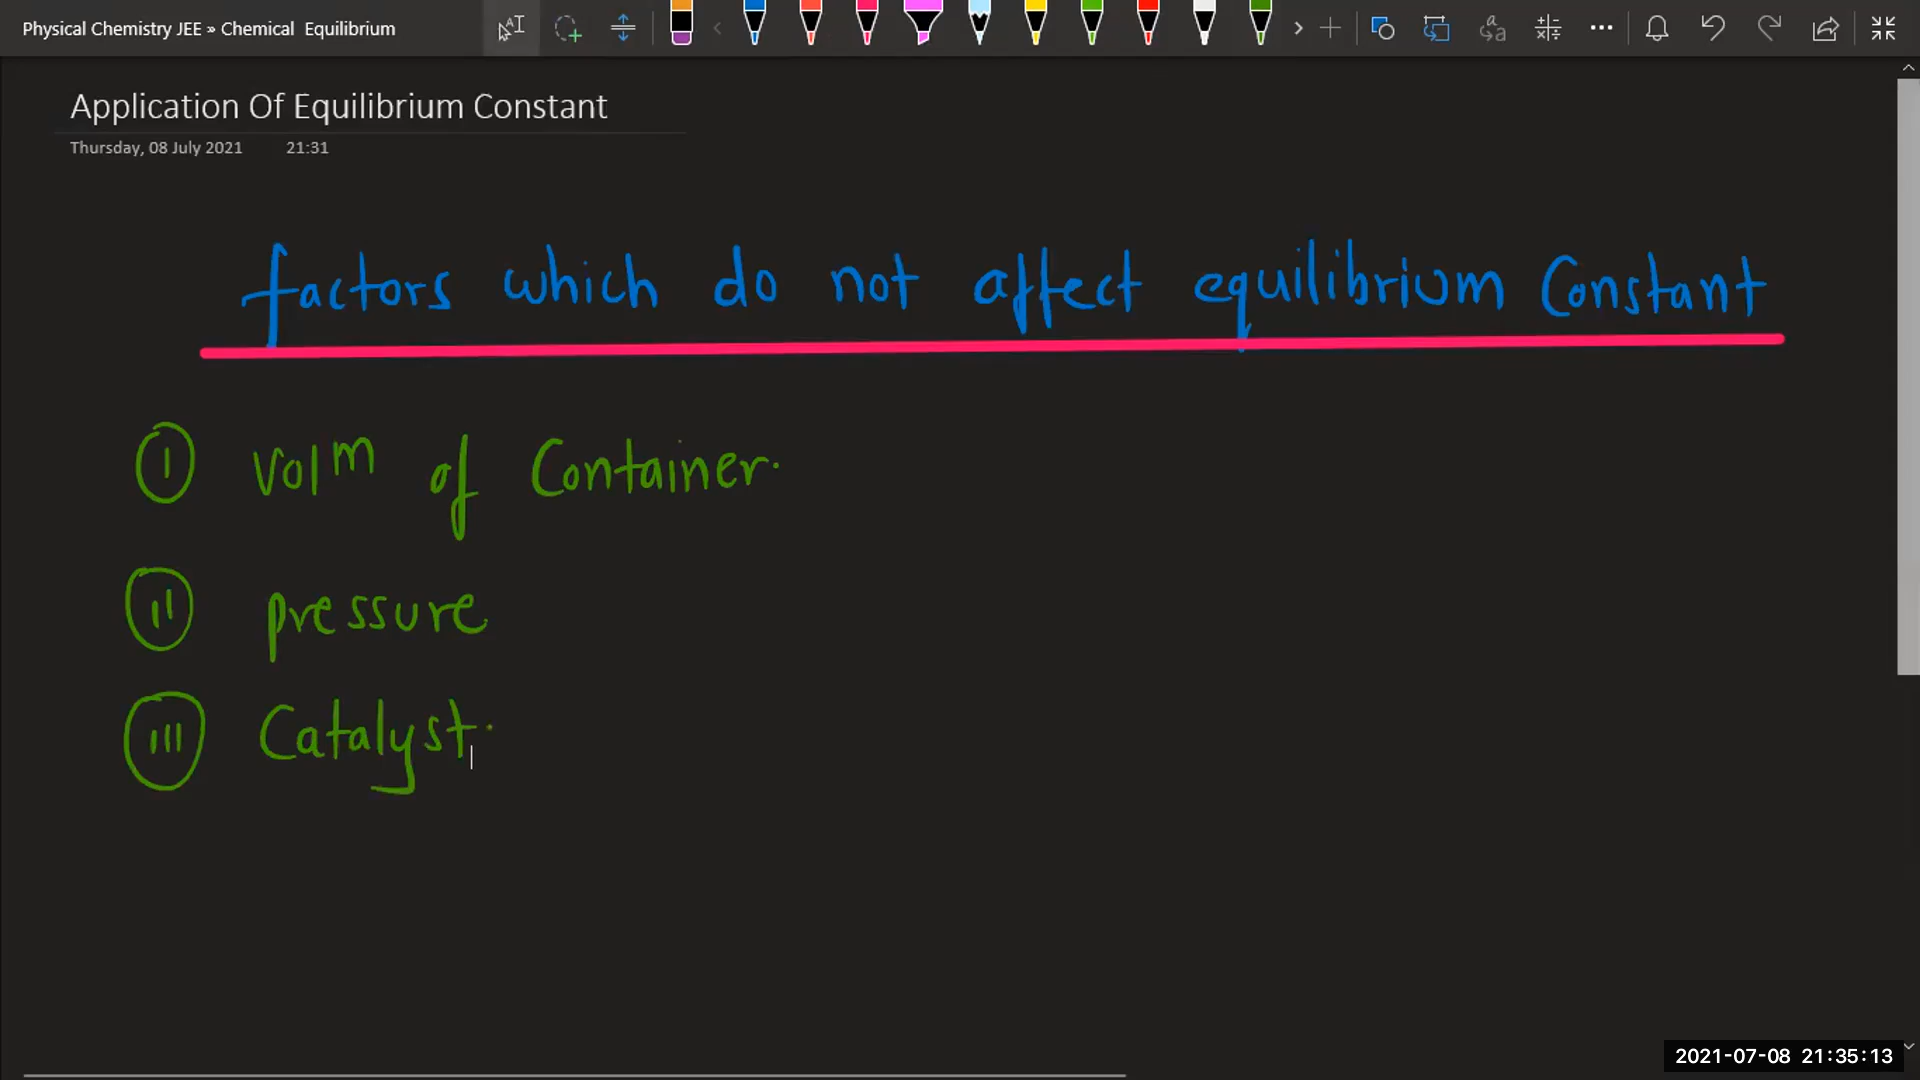 Physical Chemistry JEE » Chemical Equilibrium
Application Of Equilibrium Constant
Thursday, 08 July 2021 21:31
factors which do not affect equilibrium Constant
(i) Volm of Container.
(ii) pressure
(iii) Catalyst.
2021-07-08 21:35:13